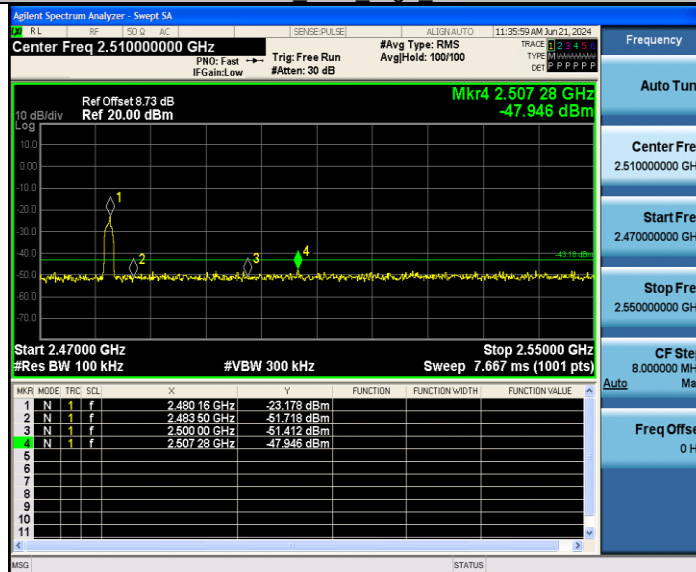 Agilent Spectrum Analyzer - Swept SA
RL RF 50 Ω AC SENSE:PULSE ALIGN AUTO 11:35:59 AM Jun 21, 2024
Center Freq 2.510000000 GHz
PNO: Fast
IFGain:Low
Trig: Free Run
#Atten: 30 dB
#Avg Type: RMS
Avg|Hold: 100/100
TRACE 1 2 3 4 5 6
TYPE MWWWWW
DET P P P P P P
Mkr4 2.507 28 GHz
-47.946 dBm
Ref Offset 8.73 dB
10 dB/div Ref 20.00 dBm
Log
10.0
0.00
-10.0
-20.0
-30.0
-40.0
-50.0
-60.0
-70.0
1
2
3
4
-43.18 dBm
Start 2.47000 GHz Stop 2.55000 GHz
#Res BW 100 kHz #VBW 300 kHz Sweep 7.667 ms (1001 pts)
MKR MODE TRC SCL X Y FUNCTION FUNCTION WIDTH FUNCTION VALUE
1 N 1 f 2.480 16 GHz -23.178 dBm
2 N 1 f 2.483 50 GHz -51.718 dBm
3 N 1 f 2.500 00 GHz -51.412 dBm
4 N 1 f 2.507 28 GHz -47.946 dBm
5
6
7
8
9
10
11
MSG STATUS
Frequency
Auto Tun
Center Fre
2.510000000 GH
Start Fre
2.470000000 GH
Stop Fre
2.550000000 GH
CF Ste
8.000000 MH
Auto Ma
Freq Offse
0 H